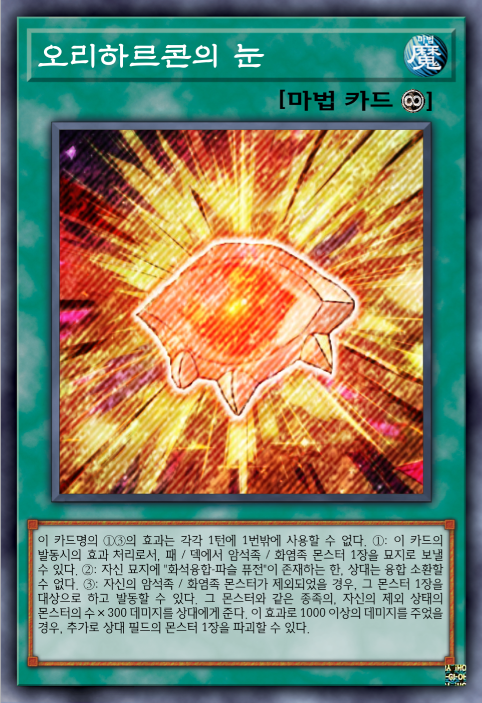 오리하르콘의 눈
마법
魔
[마법 카드 ]
이 카드명의 ①③의 효과는 각각 1턴에 1번밖에 사용할 수 없다. ①: 이 카드의
발동시의 효과 처리로서, 패 / 덱에서 암석족 / 화염족 몬스터 1장을 묘지로 보낼
수 있다. ②: 자신 묘지에 "화석융합-파슬 퓨전"이 존재하는 한, 상대는 융합 소환할
수 없다. ③: 자신의 암석족 / 화염족 몬스터가 제외되었을 경우, 그 몬스터 1장을
대상으로 하고 발동할 수 있다. 그 몬스터와 같은 종족의, 자신의 제외 상태의
몬스터의 수 × 300 데미지를 상대에게 준다. 이 효과로 1000 이상의 데미지를 주었을
경우, 추가로 상대 필드의 몬스터 1장을 파괴할 수 있다.